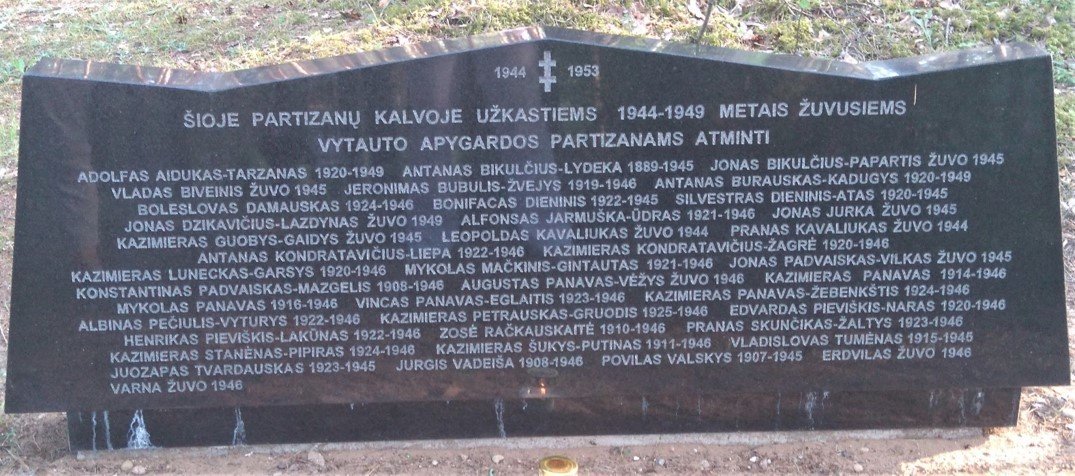 1944 1953
ŠIOJE PARTIZANŲ KALVOJE UŽKASTIEMS 1944-1949 METAIS ŽUVUSIEMS
VYTAUTO APYGARDOS PARTIZANAMS ATMINTI
ADOLFAS AIDUKAS-TARZANAS 1920-1949 ANTANAS BIKULČIUS-LYDEKA 1889-1945 JONAS BIKULČIUS-PAPARTIS ŽUVO 1945
VLADAS BIVEINIS ŽUVO 1945 JERONIMAS BUBULIS-ŽVEJYS 1919-1946 ANTANAS BURAUSKAS-KADUGYS 1920-1949
BOLESLOVAS DAMAUSKAS 1924-1946 BONIFACAS DIENINIS 1922-1945 SILVESTRAS DIENINIS-ATAS 1920-1945
JONAS DZIKAVIČIUS-LAZDYNAS ŽUVO 1949 ALFONSAS JARMUŠKA-ŪDRAS 1921-1946 JONAS JURKA ŽUVO 1945
KAZIMIERAS GUOBYS-GAIDYS ŽUVO 1945 LEOPOLDAS KAVALIUKAS ŽUVO 1944 PRANAS KAVALIUKAS ŽUVO 1944
ANTANAS KONDRATAVIČIUS-LIEPA 1922-1946 KAZIMIERAS KONDRATAVIČIUS-ŽAGRĖ 1920-1946
KAZIMIERAS LUNECKAS-GARSYS 1920-1946 MYKOLAS MAČKINIS-GINTAUTAS 1921-1946 JONAS PADVAISKAS-VILKAS ŽUVO 1945
KONSTANTINAS PADVAISKAS-MAZGELIS 1908-1946 AUGUSTAS PANAVAS-VĖŽYS ŽUVO 1946 KAZIMIERAS PANAVAS 1914-1946
MYKOLAS PANAVAS 1916-1946 VINCAS PANAVAS-EGLAITIS 1923-1946 KAZIMIERAS PANAVAS-ŽEBENKŠTIS 1924-1946
ALBINAS PEČIULIS-VYTURYS 1922-1946 KAZIMIERAS PETRAUSKAS-GRUODIS 1925-1946 EDVARDAS PIEVIŠKIS-NARAS 1920-1946
HENRIKAS PIEVIŠKIS-LAKŪNAS 1922-1946 ZOSĖ RAČKAUSKAITĖ 1910-1946 PRANAS SKUNČIKAS-ŽALTYS 1923-1946
KAZIMIERAS STANĖNAS-PIPIRAS 1924-1946 KAZIMIERAS ŠUKYS-PUTINAS 1911-1946 VLADISLOVAS TUMĖNAS 1915-1945
JUOZAPAS TVARDAUSKAS 1923-1945 JURGIS VADEIŠA 1908-1946 POVILAS VALSKYS 1907-1945 ERDVILAS ŽUVO 1946
VARNA ŽUVO 1946